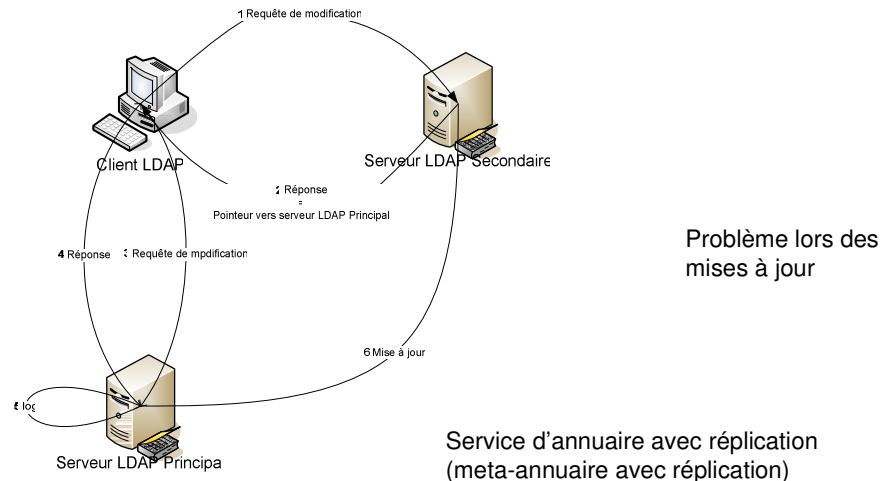 1 Requête de modification
Client LDAP
Serveur LDAP Secondaire
2 Réponse
=
Pointeur vers serveur LDAP Principal
Problème lors des
mises à jour
4 Réponse
3 Requête de mpdification
6 Mise à jour
5 log
Serveur LDAP Principa
Service d'annuaire avec réplication
(meta-annuaire avec réplication)